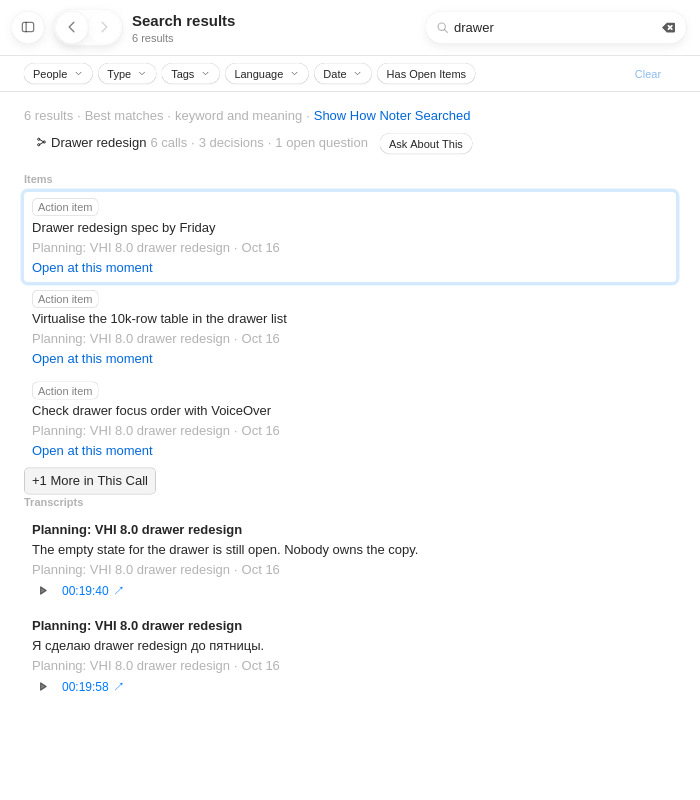 Search results
6 results
drawer
People
Type
Tags
Language
Date
Has Open Items
Clear
6 results · Best matches · keyword and meaning · Show How Noter Searched
Drawer redesign 6 calls · 3 decisions · 1 open question
Ask About This
Items
Action item
Drawer redesign spec by Friday
Planning: VHI 8.0 drawer redesign · Oct 16
Open at this moment
Action item
Virtualise the 10k-row table in the drawer list
Planning: VHI 8.0 drawer redesign · Oct 16
Open at this moment
Action item
Check drawer focus order with VoiceOver
Planning: VHI 8.0 drawer redesign · Oct 16
Open at this moment
+1 More in This Call
Transcripts
Planning: VHI 8.0 drawer redesign
The empty state for the drawer is still open. Nobody owns the copy.
Planning: VHI 8.0 drawer redesign · Oct 16
00:19:40
Planning: VHI 8.0 drawer redesign
Я сделаю drawer redesign до пятницы.
Planning: VHI 8.0 drawer redesign · Oct 16
00:19:58